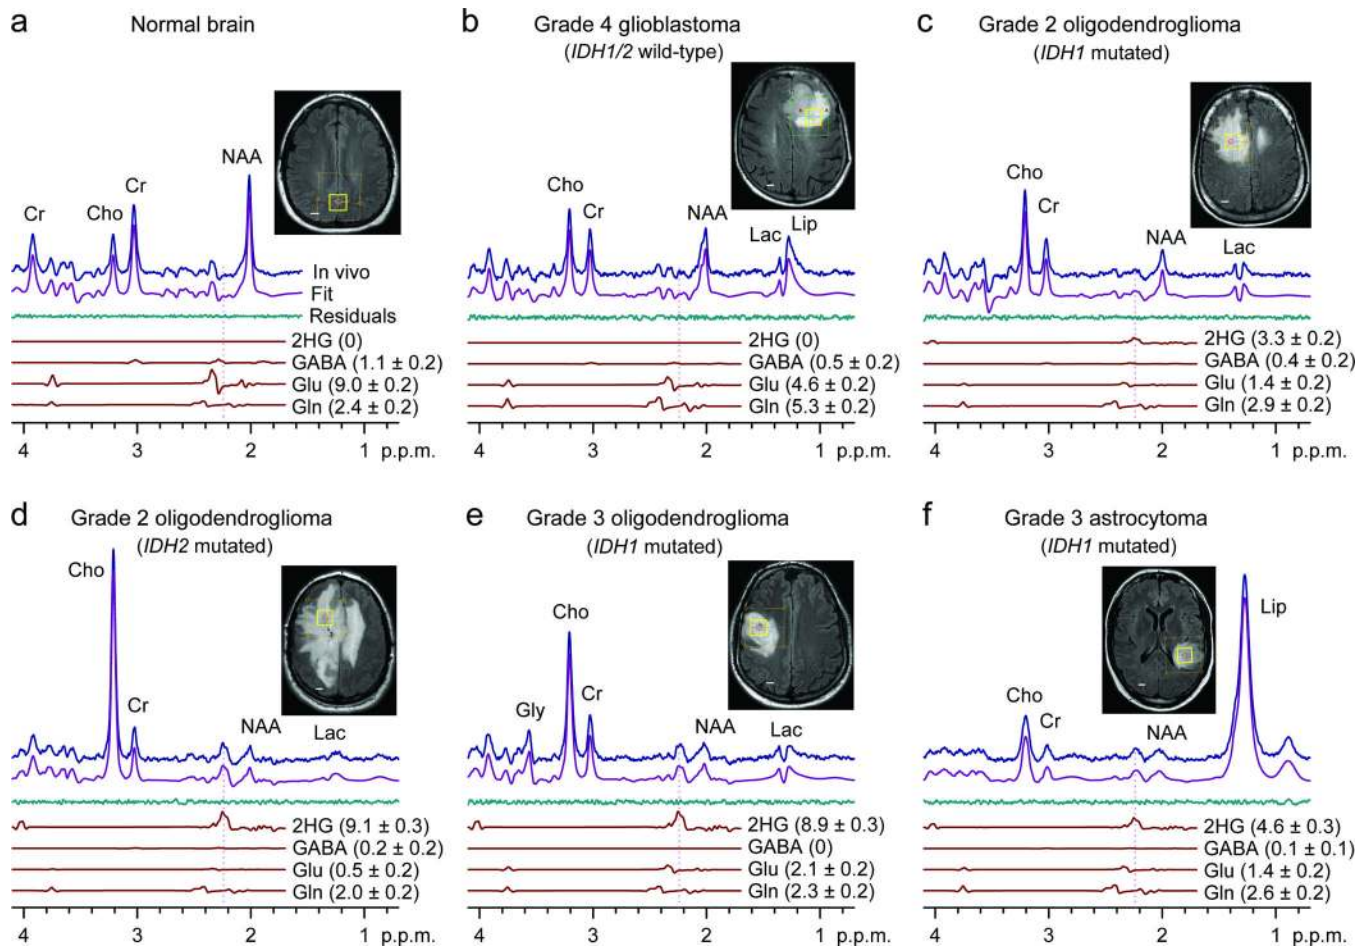 a Normal brain
Cr
Cho
Cr
NAA
In vivo
Fit
Residuals
2HG (0)
GABA (1.1 ± 0.2)
Glu (9.0 ± 0.2)
Gln (2.4 ± 0.2)
4 3 2 1 p.p.m.
b Grade 4 glioblastoma
(IDH1/2 wild-type)
Cho
Cr
NAA
Lac
Lip
2HG (0)
GABA (0.5 ± 0.2)
Glu (4.6 ± 0.2)
Gln (5.3 ± 0.2)
4 3 2 1 p.p.m.
c Grade 2 oligodendroglioma
(IDH1 mutated)
Cho
Cr
NAA
Lac
2HG (3.3 ± 0.2)
GABA (0.4 ± 0.2)
Glu (1.4 ± 0.2)
Gln (2.9 ± 0.2)
4 3 2 1 p.p.m.
d Grade 2 oligodendroglioma
(IDH2 mutated)
Cho
Cr
NAA
Lac
2HG (9.1 ± 0.3)
GABA (0.2 ± 0.2)
Glu (0.5 ± 0.2)
Gln (2.0 ± 0.2)
4 3 2 1 p.p.m.
e Grade 3 oligodendroglioma
(IDH1 mutated)
Gly
Cho
Cr
NAA
Lac
2HG (8.9 ± 0.3)
GABA (0)
Glu (2.1 ± 0.2)
Gln (2.3 ± 0.2)
4 3 2 1 p.p.m.
f Grade 3 astrocytoma
(IDH1 mutated)
Cho
Cr
NAA
Lip
2HG (4.6 ± 0.3)
GABA (0.1 ± 0.1)
Glu (1.4 ± 0.2)
Gln (2.6 ± 0.2)
4 3 2 1 p.p.m.